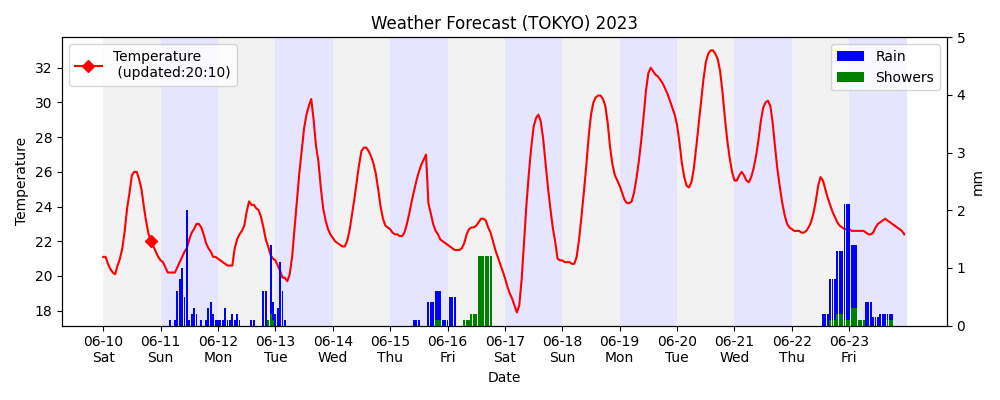 Weather Forecast (TOKYO) 2023
Temperature
(updated:20:10)
Rain
Showers
32
30
28
26
24
22
20
18
Temperature
5
4
3
2
1
0
mm
06-10 06-11 06-12 06-13 06-14 06-15 06-16 06-17 06-18 06-19 06-20 06-21 06-22 06-23
Sat Sun Mon Tue Wed Thu Fri Sat Sun Mon Tue Wed Thu Fri
Date